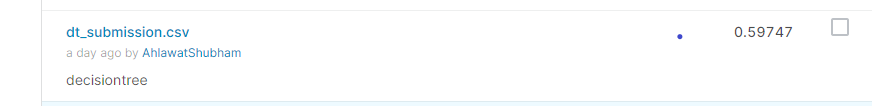 dt_submission.csv 0.59747
a day ago by AhlawatShubham
decisiontree